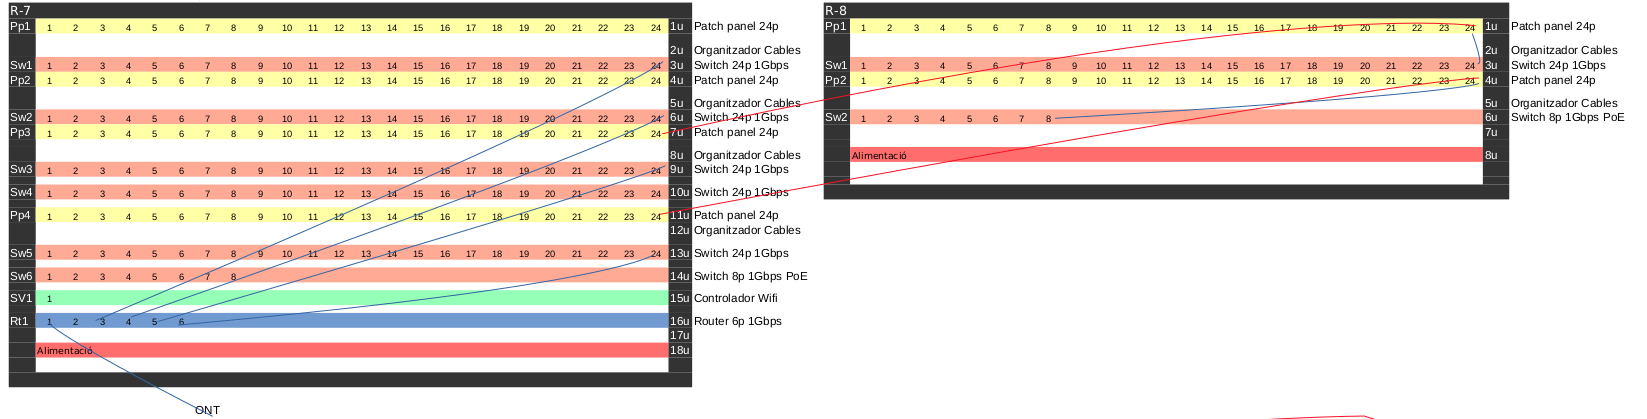 R-7
Pp1 1 2 3 4 5 6 7 8 9 10 11 12 13 14 15 16 17 18 19 20 21 22 23 24 1u Patch panel 24p
2u Organitzador Cables
Sw1 1 2 3 4 5 6 7 8 9 10 11 12 13 14 15 16 17 18 19 20 21 22 23 24 3u Switch 24p 1Gbps
Pp2 1 2 3 4 5 6 7 8 9 10 11 12 13 14 15 16 17 18 19 20 21 22 23 24 4u Patch panel 24p
5u Organitzador Cables
Sw2 1 2 3 4 5 6 7 8 9 10 11 12 13 14 15 16 17 18 19 20 21 22 23 24 6u Switch 24p 1Gbps
Pp3 1 2 3 4 5 6 7 8 9 10 11 12 13 14 15 16 17 18 19 20 21 22 23 24 7u Patch panel 24p
8u Organitzador Cables
Sw3 1 2 3 4 5 6 7 8 9 10 11 12 13 14 15 16 17 18 19 20 21 22 23 24 9u Switch 24p 1Gbps
Sw4 1 2 3 4 5 6 7 8 9 10 11 12 13 14 15 16 17 18 19 20 21 22 23 24 10u Switch 24p 1Gbps
Pp4 1 2 3 4 5 6 7 8 9 10 11 12 13 14 15 16 17 18 19 20 21 22 23 24 11u Patch panel 24p
12u Organitzador Cables
Sw5 1 2 3 4 5 6 7 8 9 10 11 12 13 14 15 16 17 18 19 20 21 22 23 24 13u Switch 24p 1Gbps
Sw6 1 2 3 4 5 6 7 8 14u Switch 8p 1Gbps PoE
SV1 1 15u Controlador Wifi
Rt1 1 2 3 4 5 6 16u Router 6p 1Gbps
17u
Alimentació 18u
ONT
R-8
Pp1 1 2 3 4 5 6 7 8 9 10 11 12 13 14 15 16 17 18 19 20 21 22 23 24 1u Patch panel 24p
2u Organitzador Cables
Sw1 1 2 3 4 5 6 7 8 9 10 11 12 13 14 15 16 17 18 19 20 21 22 23 24 3u Switch 24p 1Gbps
Pp2 1 2 3 4 5 6 7 8 9 10 11 12 13 14 15 16 17 18 19 20 21 22 23 24 4u Patch panel 24p
5u Organitzador Cables
Sw2 1 2 3 4 5 6 7 8 6u Switch 8p 1Gbps PoE
7u
Alimentació 8u